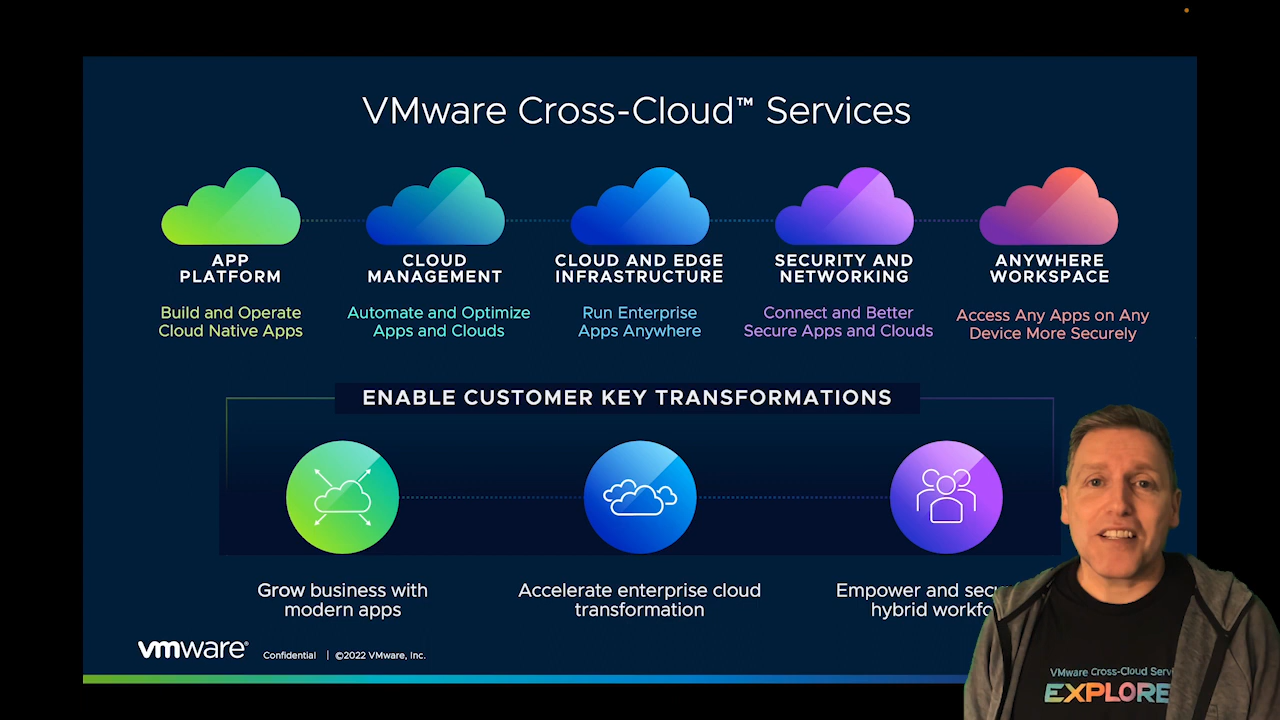 VMware Cross-Cloud™ Services
APP
PLATFORM
Build and Operate
Cloud Native Apps
CLOUD
MANAGEMENT
Automate and Optimize
Apps and Clouds
CLOUD AND EDGE
INFRASTRUCTURE
Run Enterprise
Apps Anywhere
SECURITY AND
NETWORKING
Connect and Better
Secure Apps and Clouds
ANYWHERE
WORKSPACE
Access Any Apps on Any
Device More Securely
ENABLE CUSTOMER KEY TRANSFORMATIONS
Grow business with
modern apps
Accelerate enterprise cloud
transformation
Empower and
hybrid
vmware®
Confidential | ©2022 VMware, Inc.
VMware Cross-Cloud
EXPLORE